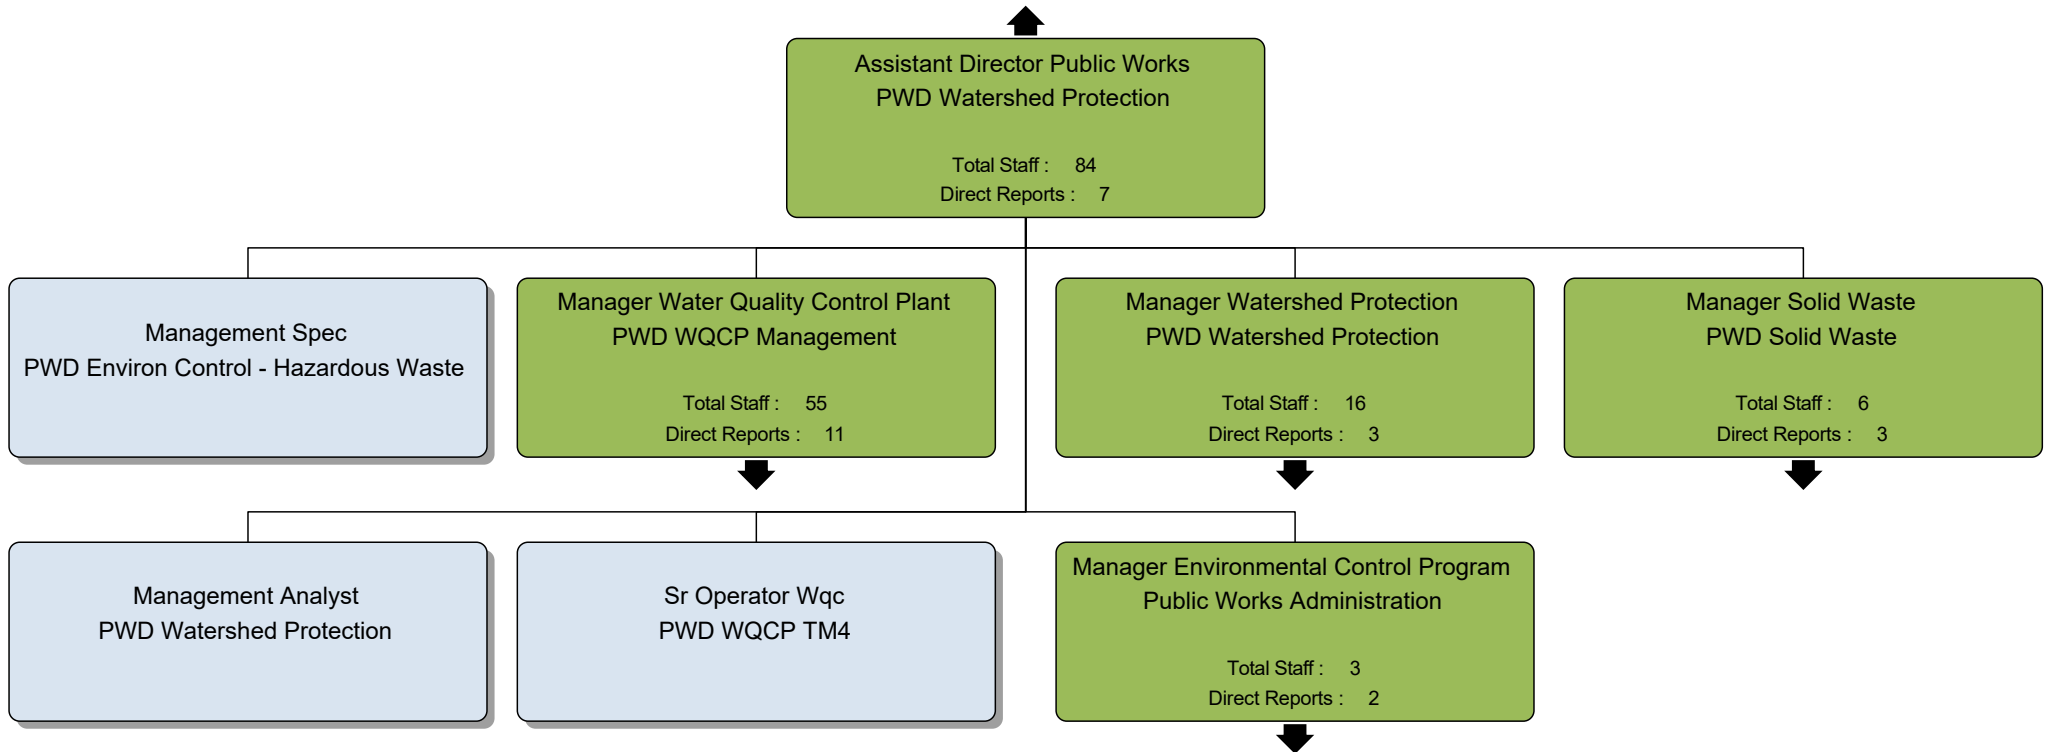 Assistant Director Public Works
PWD Watershed Protection
Total Staff : 84
Direct Reports : 7
Management Spec
PWD Environ Control - Hazardous Waste
Manager Water Quality Control Plant
PWD WQCP Management
Total Staff : 55
Direct Reports : 11
Manager Watershed Protection
PWD Watershed Protection
Total Staff : 16
Direct Reports : 3
Manager Solid Waste
PWD Solid Waste
Total Staff : 6
Direct Reports : 3
Management Analyst
PWD Watershed Protection
Sr Operator Wqc
PWD WQCP TM4
Manager Environmental Control Program
Public Works Administration
Total Staff : 3
Direct Reports : 2